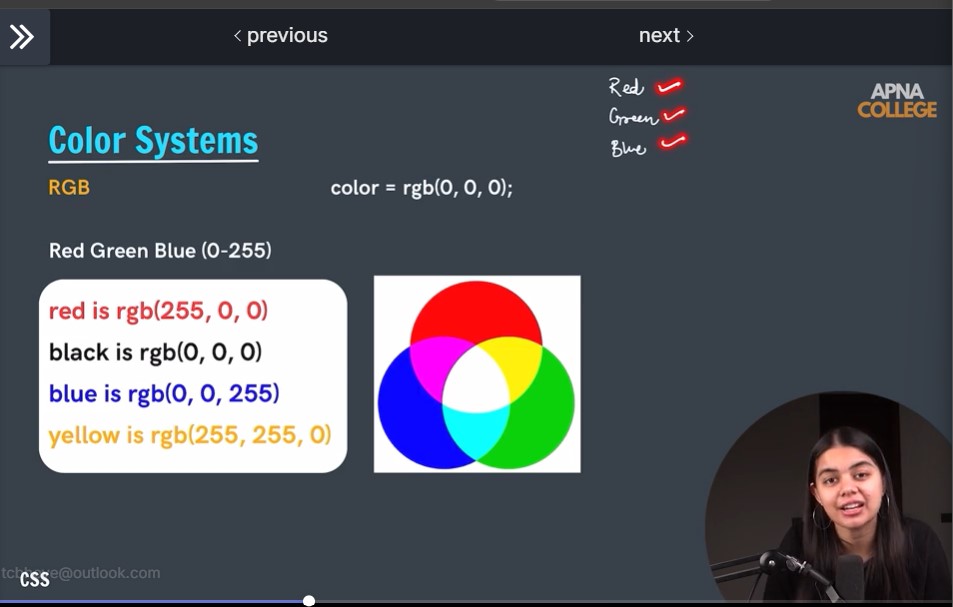 previous
next
Red
Green
Blue
APNA
COLLEGE
Color Systems
RGB
color = rgb(0, 0, 0);
Red Green Blue (0-255)
red is rgb(255, 0, 0)
black is rgb(0, 0, 0)
blue is rgb(0, 0, 255)
yellow is rgb(255, 255, 0)
@outlook.com
CSS